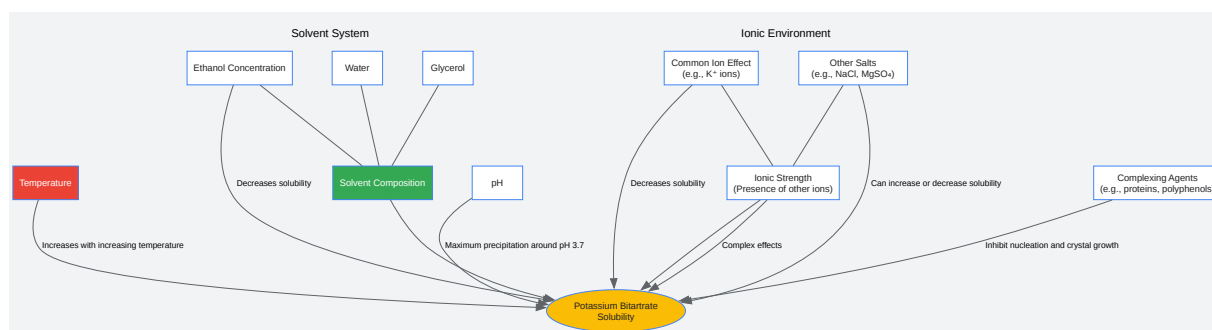 Solvent System
Ionic Environment
Ethanol Concentration
Water
Glycerol
Common Ion Effect
(e.g., K⁺ ions)
Other Salts
(e.g., NaCl, MgSO₄)
Temperature
Decreases solubility
Solvent Composition
pH
Decreases solubility
Ionic Strength
(Presence of other ions)
Can increase or decrease solubility
Complexing Agents
(e.g., proteins, polyphenols)
Increases with increasing temperature
Maximum precipitation around pH 3.7
Complex effects
Inhibit nucleation and crystal growth
Potassium Bitartrate
Solubility